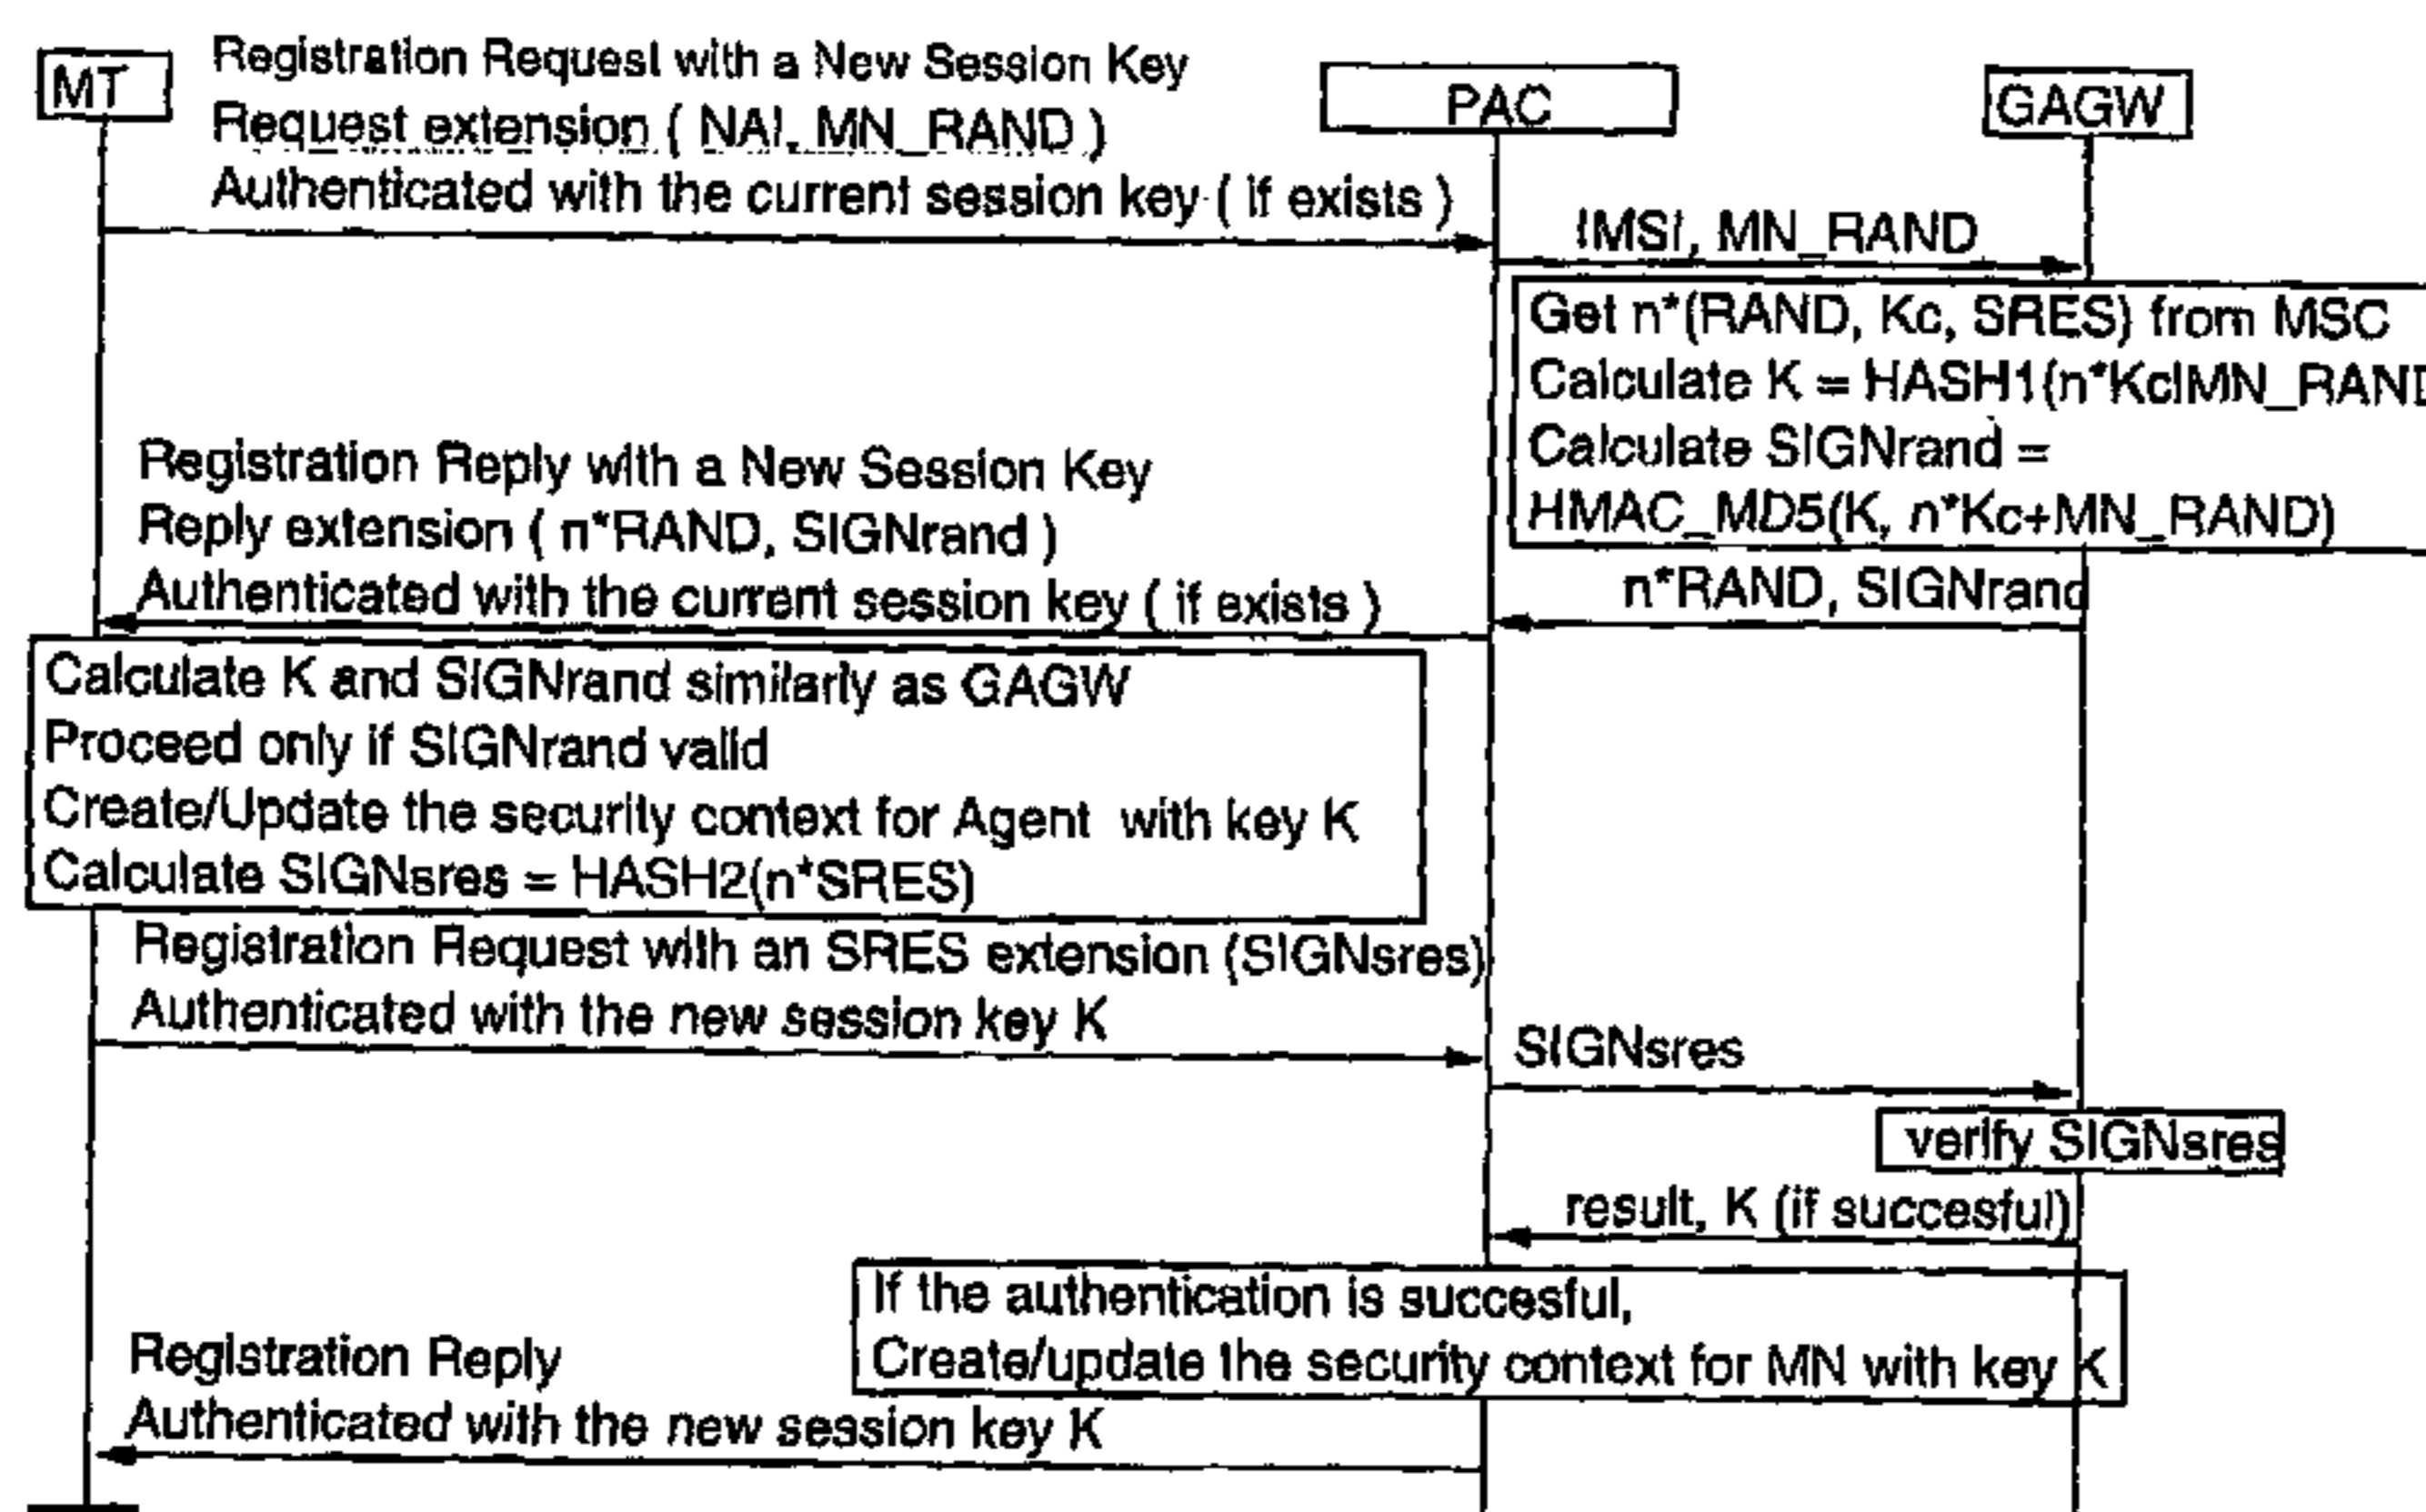 MT
Registration Request with a New Session Key
Request extension ( NAI, MN_RAND )
Authenticated with the current session key ( if exists )
PAC
GAGW
IMSI, MN_RAND
Get n*(RAND, Kc, SRES) from MSC
Calculate K = HASH1(n*Kc|MN_RAND
Calculate SIGNrand =
HMAC_MD5(K, n*Kc+MN_RAND)
n*RAND, SIGNrand
Registration Reply with a New Session Key
Reply extension ( n*RAND, SIGNrand )
Authenticated with the current session key ( if exists )
Calculate K and SIGNrand similarly as GAGW
Proceed only if SIGNrand valid
Create/Update the security context for Agent with key K
Calculate SIGNsres = HASH2(n*SRES)
Registration Request with an SRES extension (SIGNsres)
Authenticated with the new session key K
SIGNsres
verify SIGNsres
result, K (if succesful)
If the authentication is succesful,
Create/update the security context for MN with key K
Registration Reply
Authenticated with the new session key K